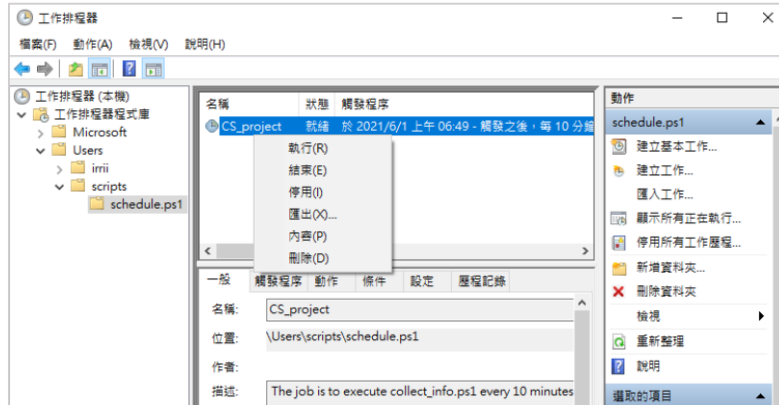 工作排程器
檔案(F) 動作(A) 檢視(V) 說明(H)
工作排程器 (本機)
工作排程器程式庫
Microsoft
Users
irrii
scripts
schedule.ps1
名稱 狀態 觸發程序
CS_project 就緒 於 2021/6/1 上午 06:49 - 觸發之後，每 10 分鐘
執行(R)
結束(E)
停用(I)
匯出(X)...
內容(P)
刪除(D)
一般 觸發程序 動作 條件 設定 歷程記錄
名稱: CS_project
位置: \Users\scripts\schedule.ps1
作者:
描述: The job is to execute collect_info.ps1 every 10 minutes
動作
schedule.ps1
建立基本工作...
建立工作...
匯入工作...
顯示所有正在執行...
停用所有工作歷程...
新增資料夾...
刪除資料夾
檢視
重新整理
說明
選取的項目